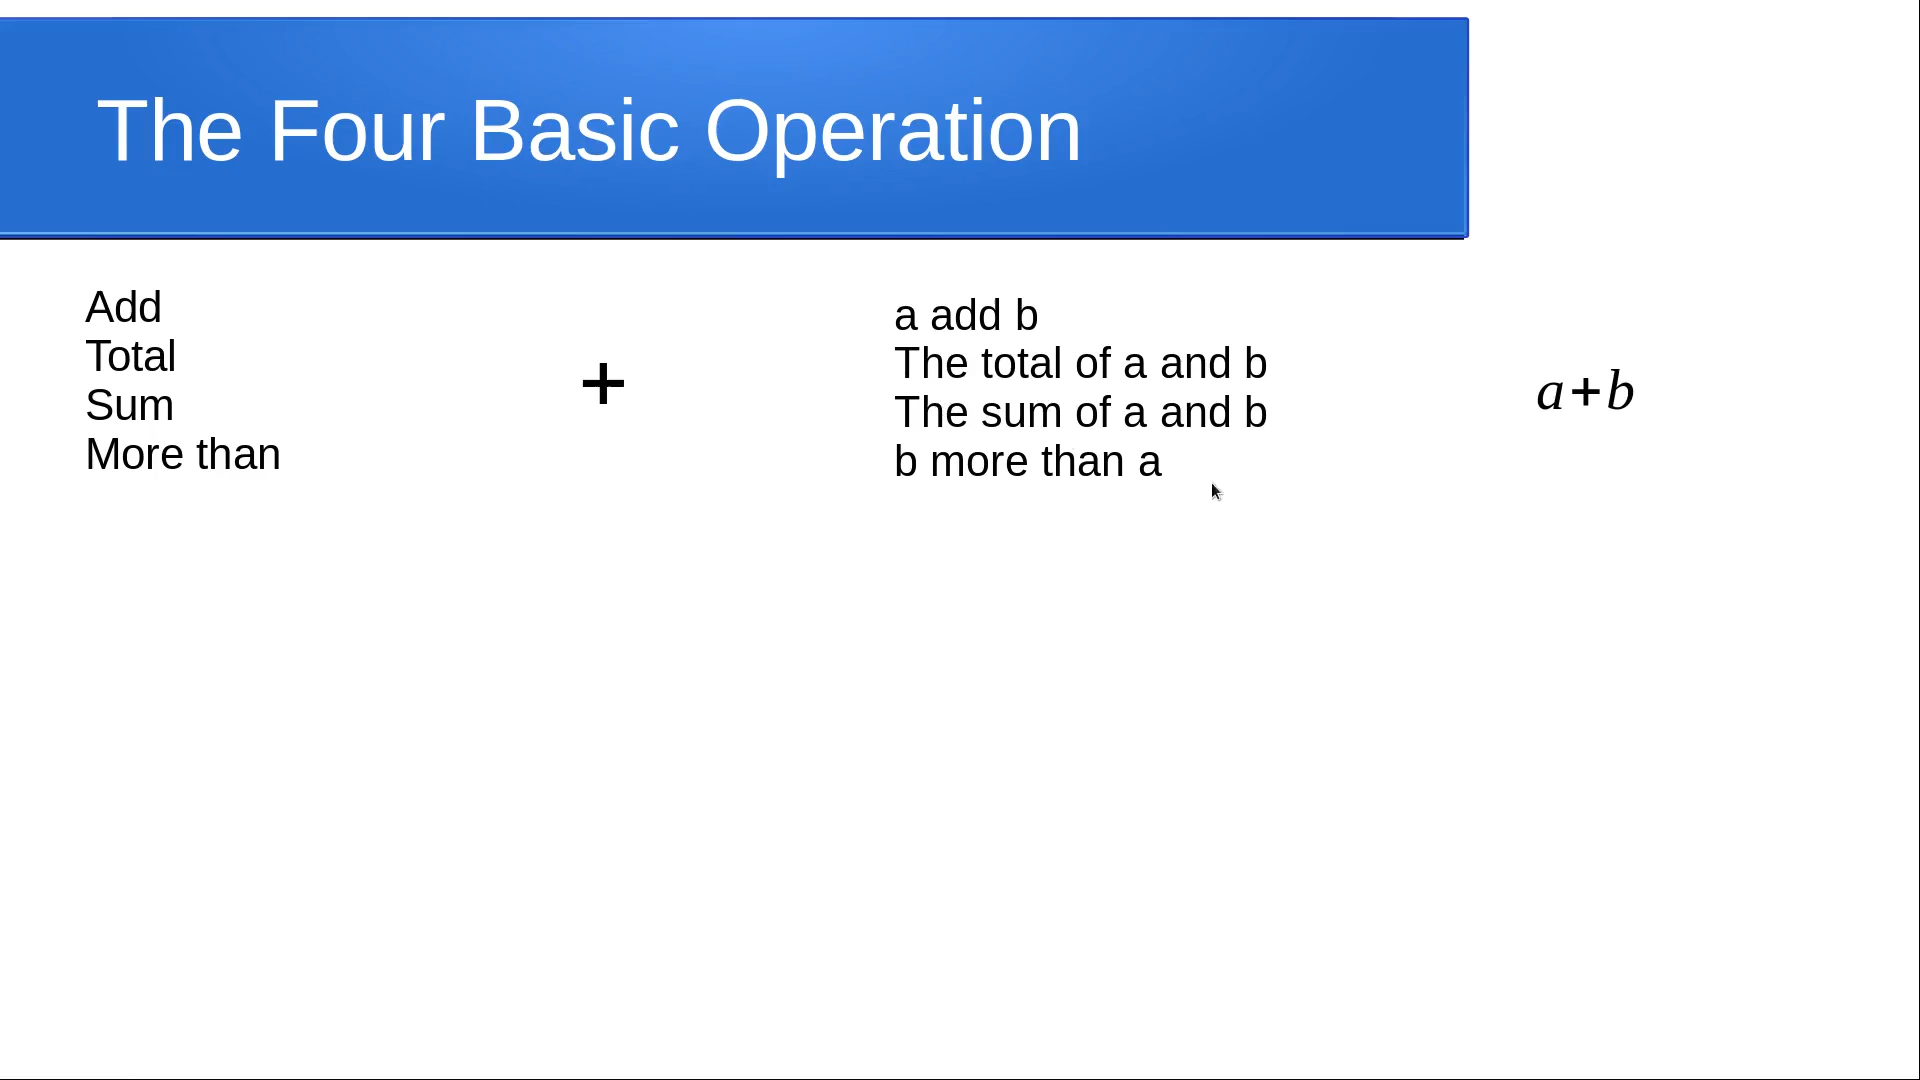 The Four Basic Operation
Add
Total
Sum
More than
+
a add b
The total of a and b
The sum of a and b
b more than a
a+b